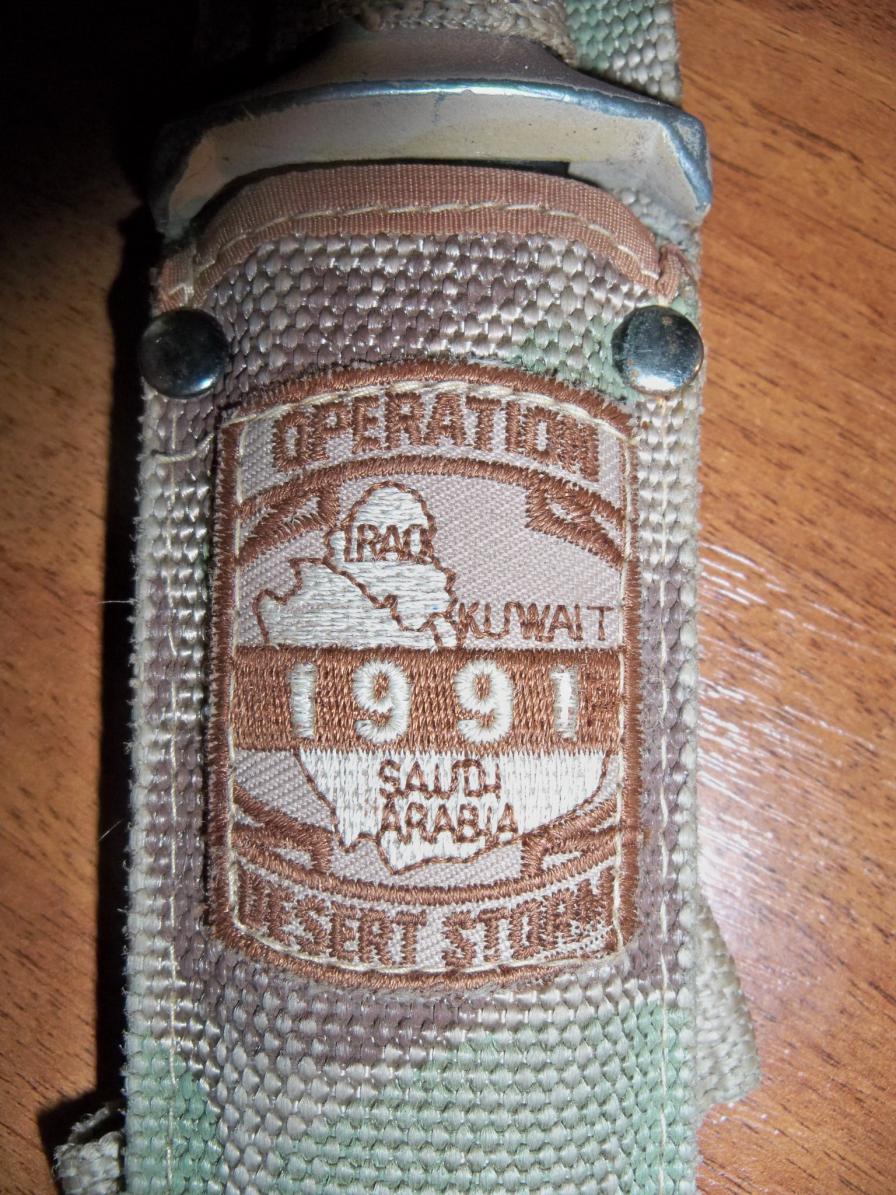 OPERATION
IRAQ
KUWAIT
1991
SAUDI
ARABIA
DESERT STORM